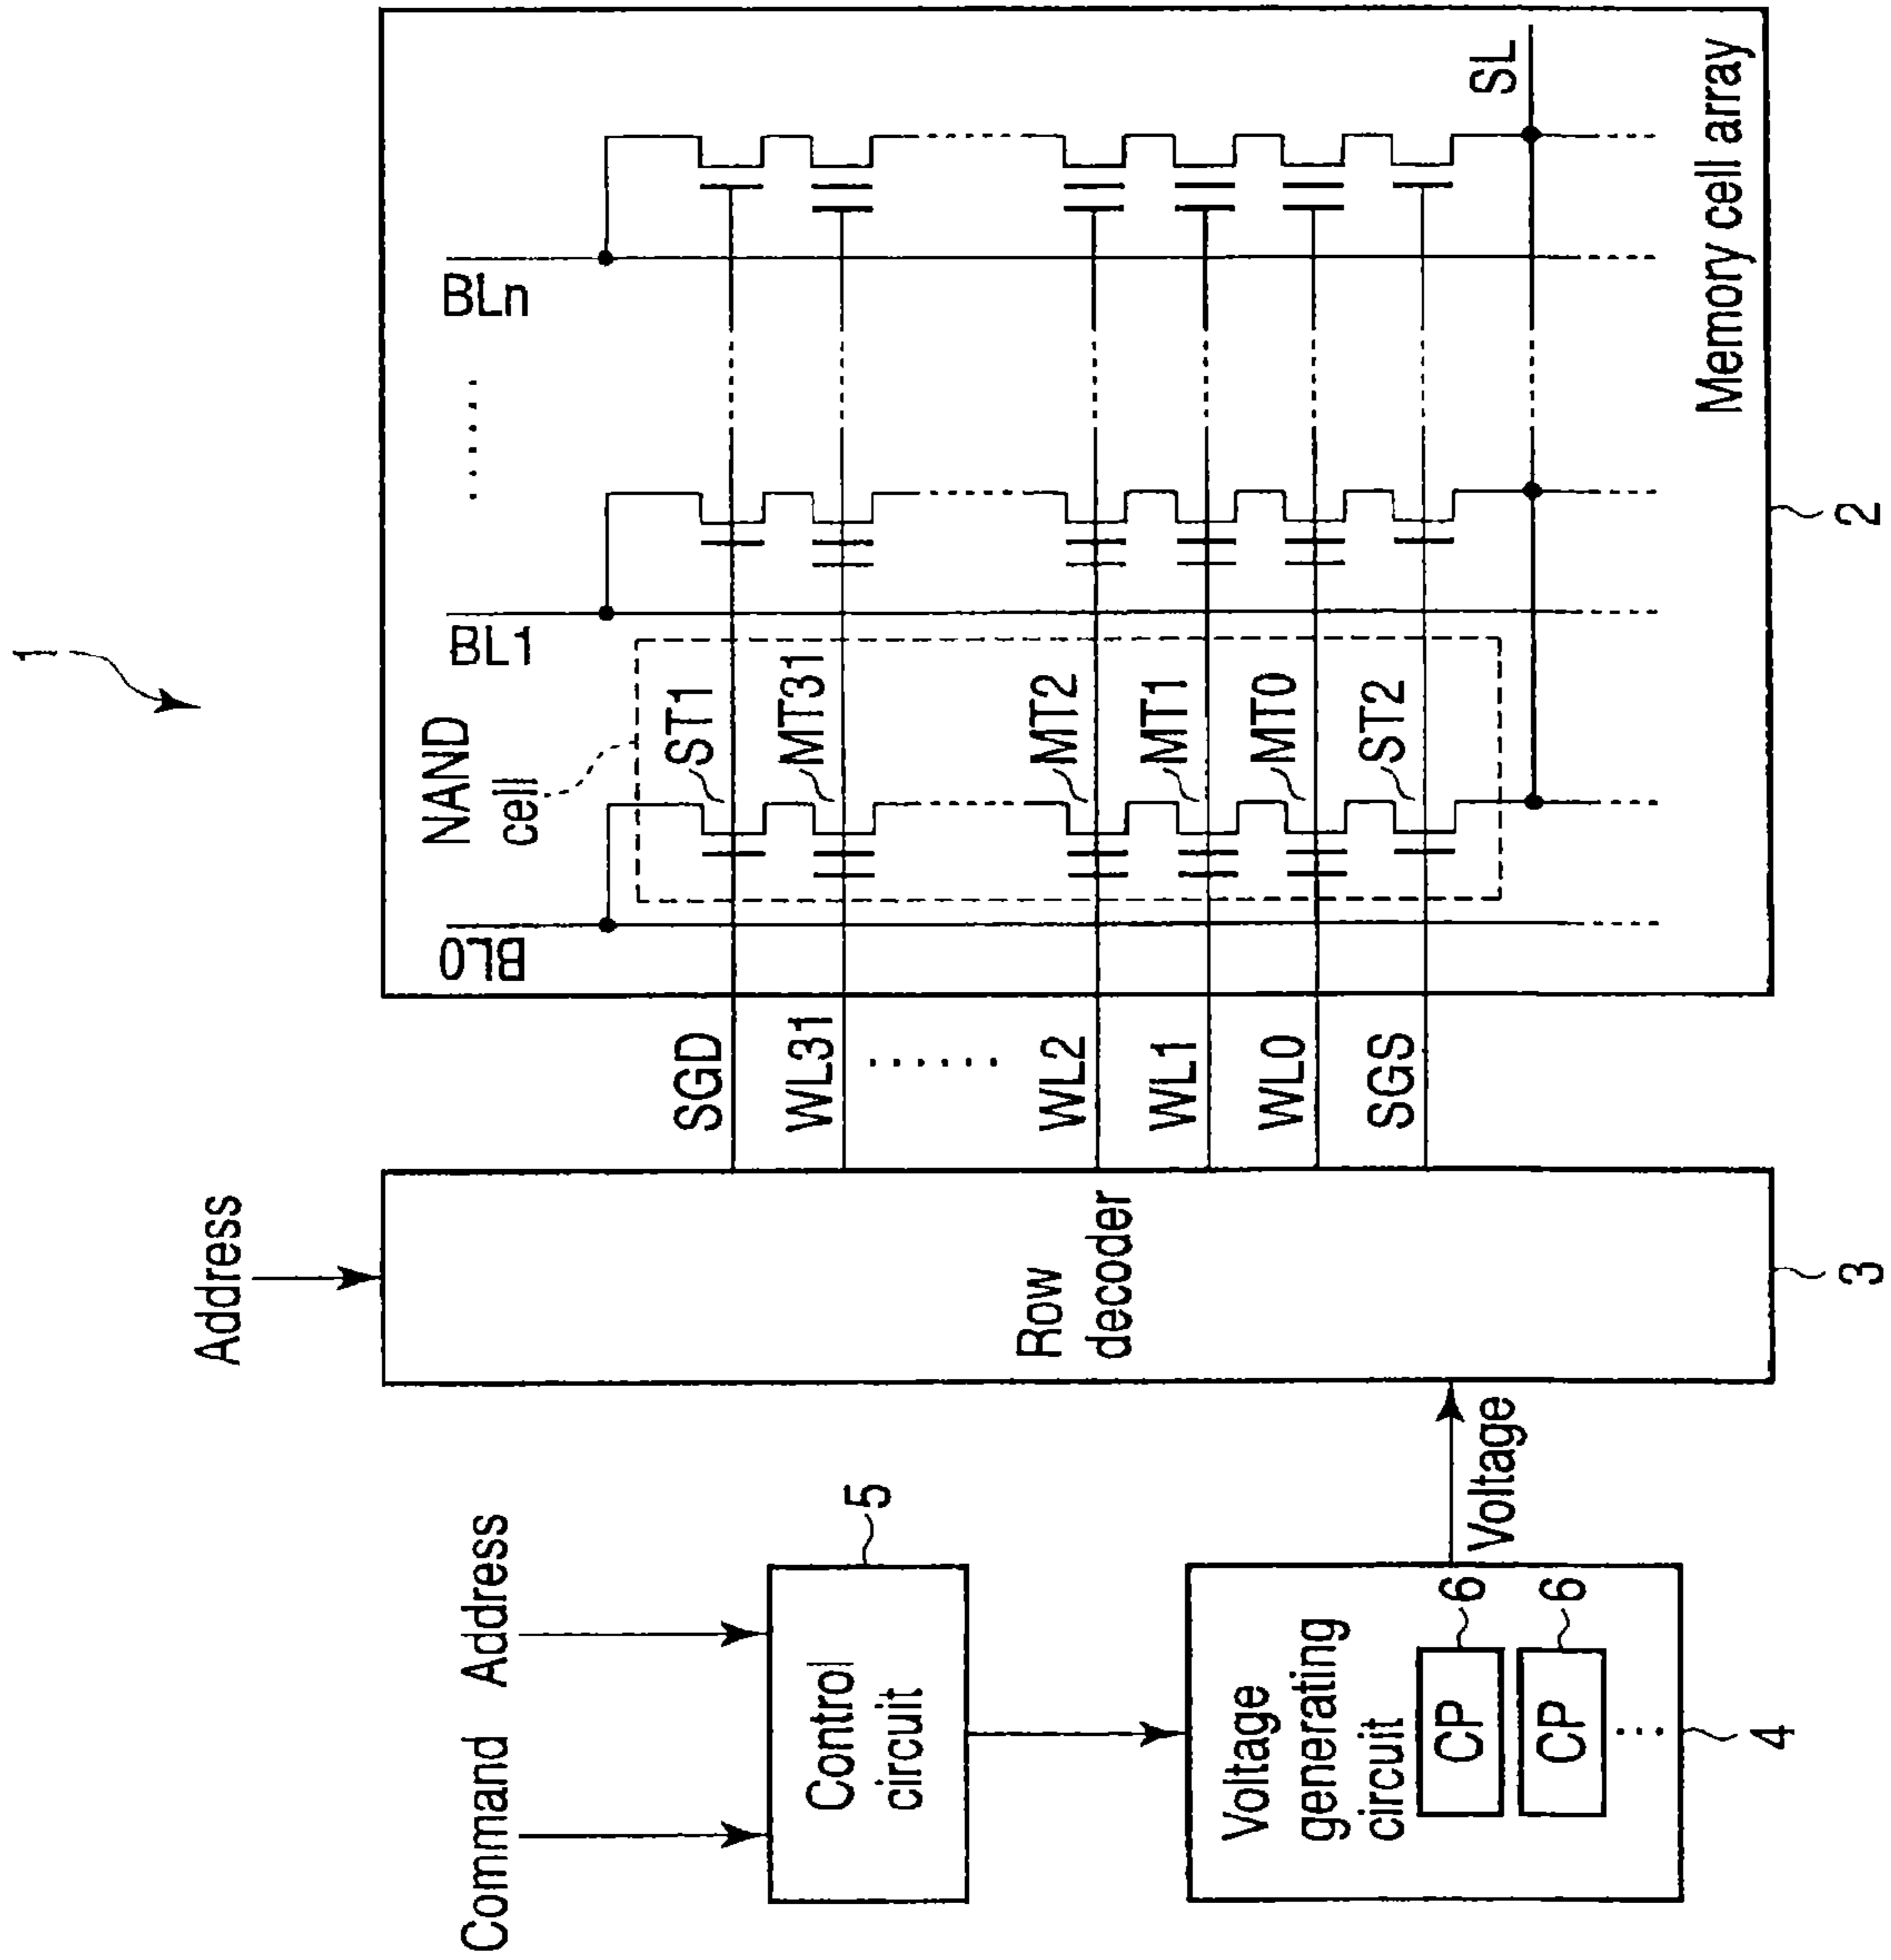 1
Command
Address
Control
circuit
5
Voltage
generating
circuit
CP
6
CP
6
4
Voltage
Address
Row
decoder
3
SGD
WL31
WL2
WL1
WL0
SGS
BL0
BL1
BLn
NAND
cell
ST1
MT31
MT2
MT1
MT0
ST2
SL
Memory cell array
2